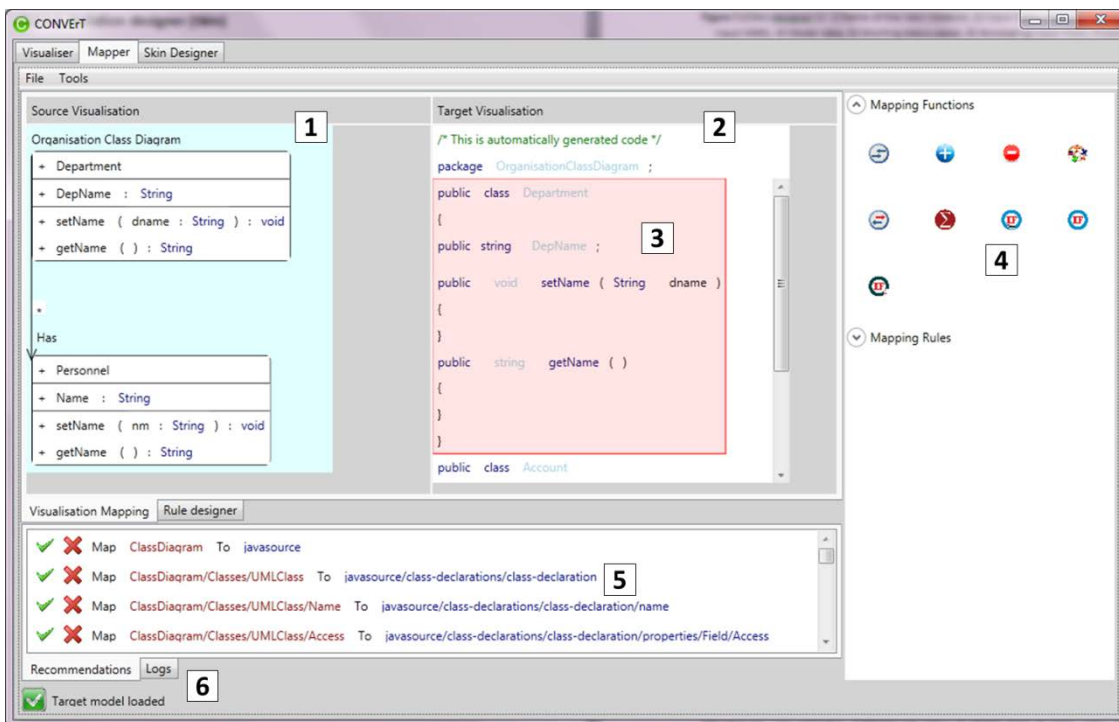 CONVErT
Visualiser Mapper Skin Designer
File Tools
Source Visualisation
1
Organisation Class Diagram
+ Department
+ DepName : String
+ setName ( dname : String ) : void
+ getName ( ) : String
*
Has
+ Personnel
+ Name : String
+ setName ( nm : String ) : void
+ getName ( ) : String
Target Visualisation
2
/* This is automatically generated code */
package OrganisationClassDiagram ;
public class Department
{
public string DepName ;
3
public void setName ( String dname )
{
}
public string getName ( )
{
}
}
public class Account
Mapping Functions
4
Mapping Rules
Visualisation Mapping Rule designer
Map ClassDiagram To javasource
Map ClassDiagram/Classes/UMLClass To javasource/class-declarations/class-declaration
5
Map ClassDiagram/Classes/UMLClass/Name To javasource/class-declarations/class-declaration/name
Map ClassDiagram/Classes/UMLClass/Access To javasource/class-declarations/class-declaration/properties/Field/Access
Recommendations Logs
6
Target model loaded